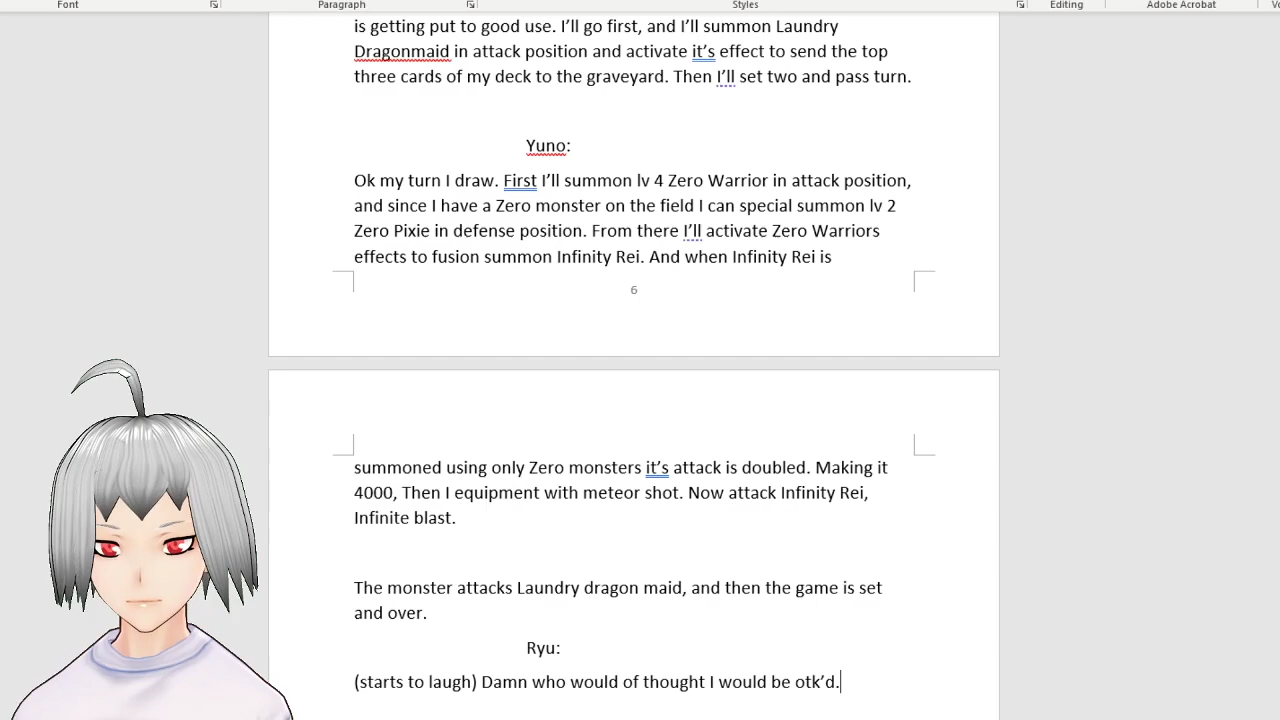 Font Paragraph Styles Editing Adobe Acrobat
is getting put to good use. I’ll go first, and I’ll summon Laundry
Dragonmaid in attack position and activate it’s effect to send the top
three cards of my deck to the graveyard. Then I’ll set two and pass turn.
Yuno:
Ok my turn I draw. First I’ll summon lv 4 Zero Warrior in attack position,
and since I have a Zero monster on the field I can special summon lv 2
Zero Pixie in defense position. From there I’ll activate Zero Warriors
effects to fusion summon Infinity Rei. And when Infinity Rei is
6
summoned using only Zero monsters it’s attack is doubled. Making it
4000, Then I equipment with meteor shot. Now attack Infinity Rei,
Infinite blast.
The monster attacks Laundry dragon maid, and then the game is set
and over.
Ryu:
(starts to laugh) Damn who would of thought I would be otk’d.